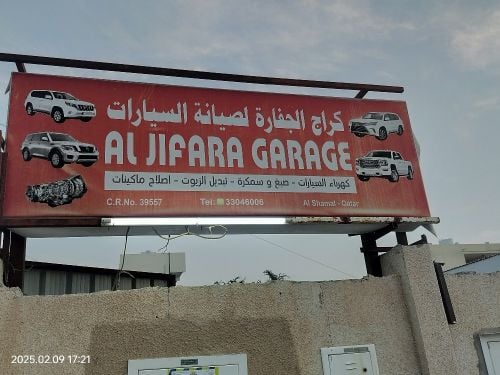 كراج الجفارة لصيانة السيارات
AL JIFARA GARAGE
كهرباء السيارات - صبغ و سمكرة - تبديل الزيوت - اصلاح ماكينات
C.R.No. 39557 Tel: 33046006 Al Shamal - Qatar
2025.02.09 17:21